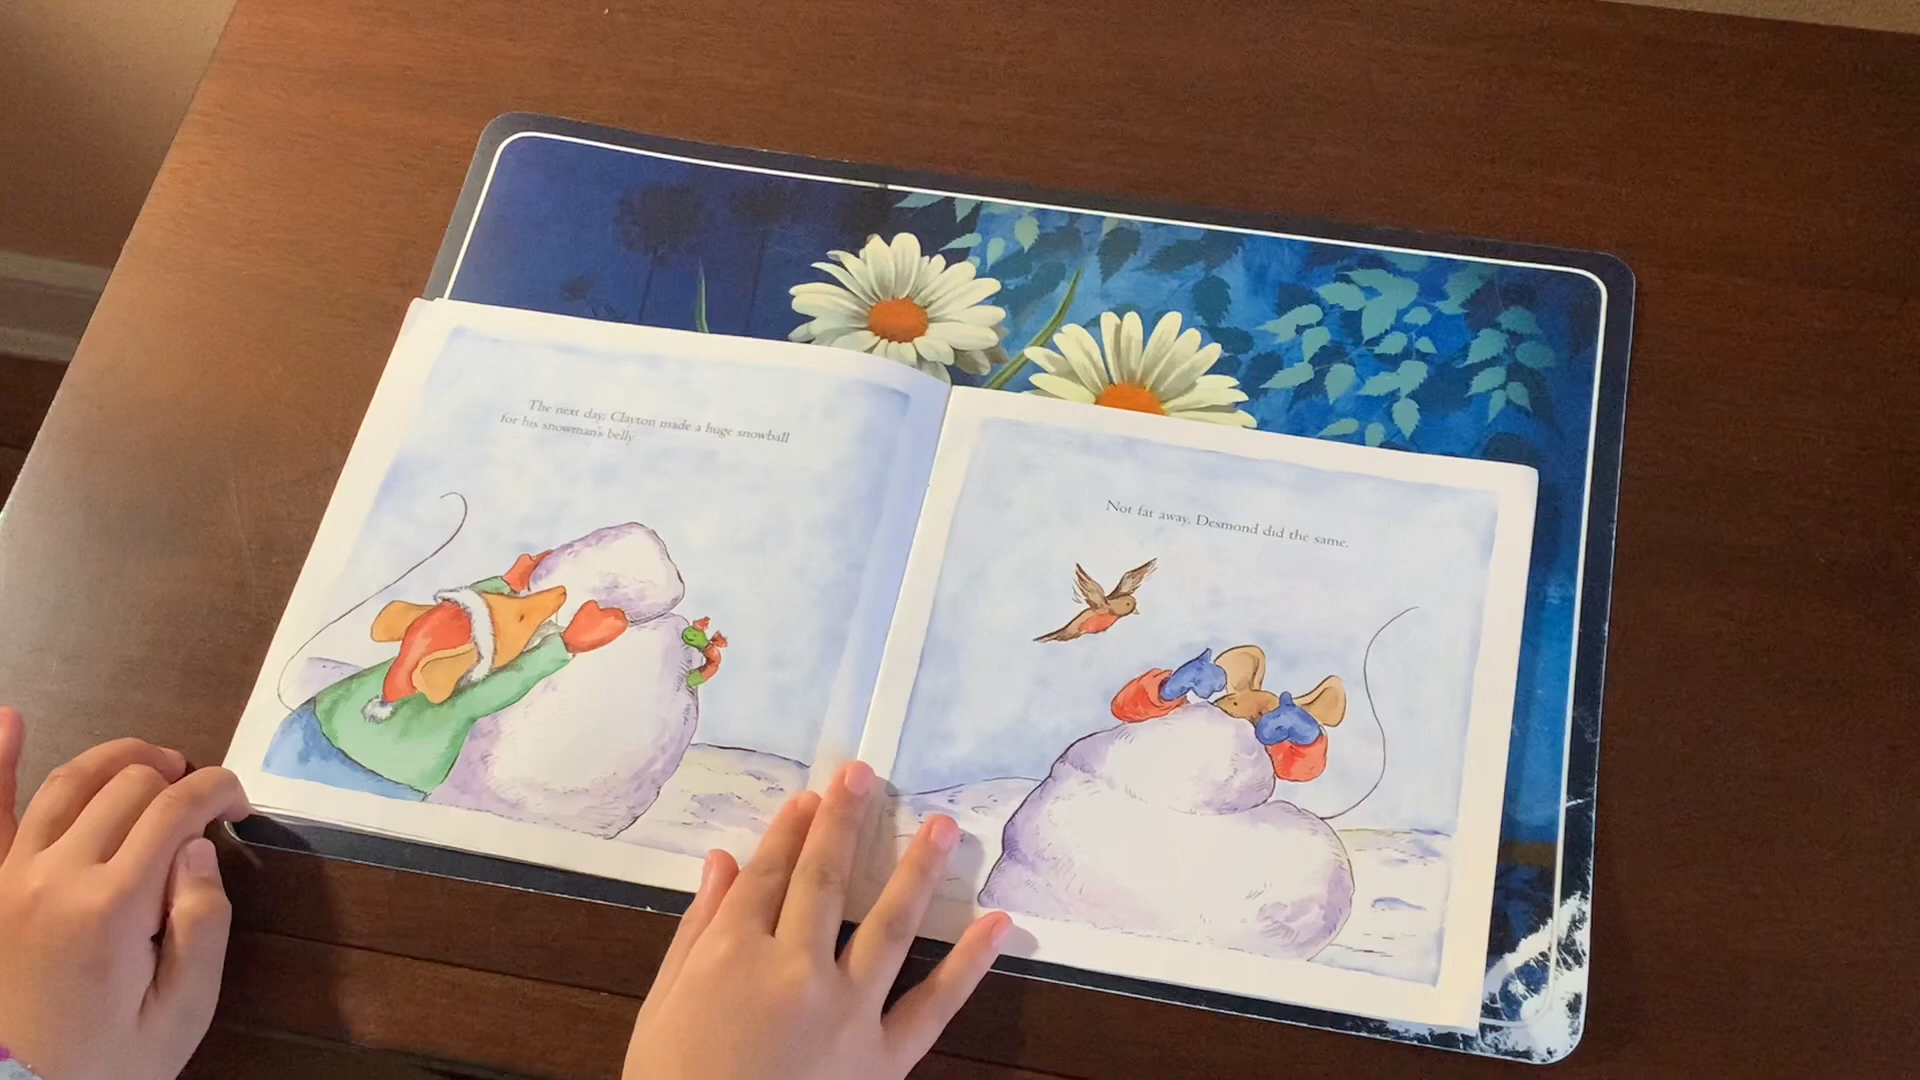 The next day, Clayton made a huge snowball
for his snowman's belly.
Not far away, Desmond did the same.